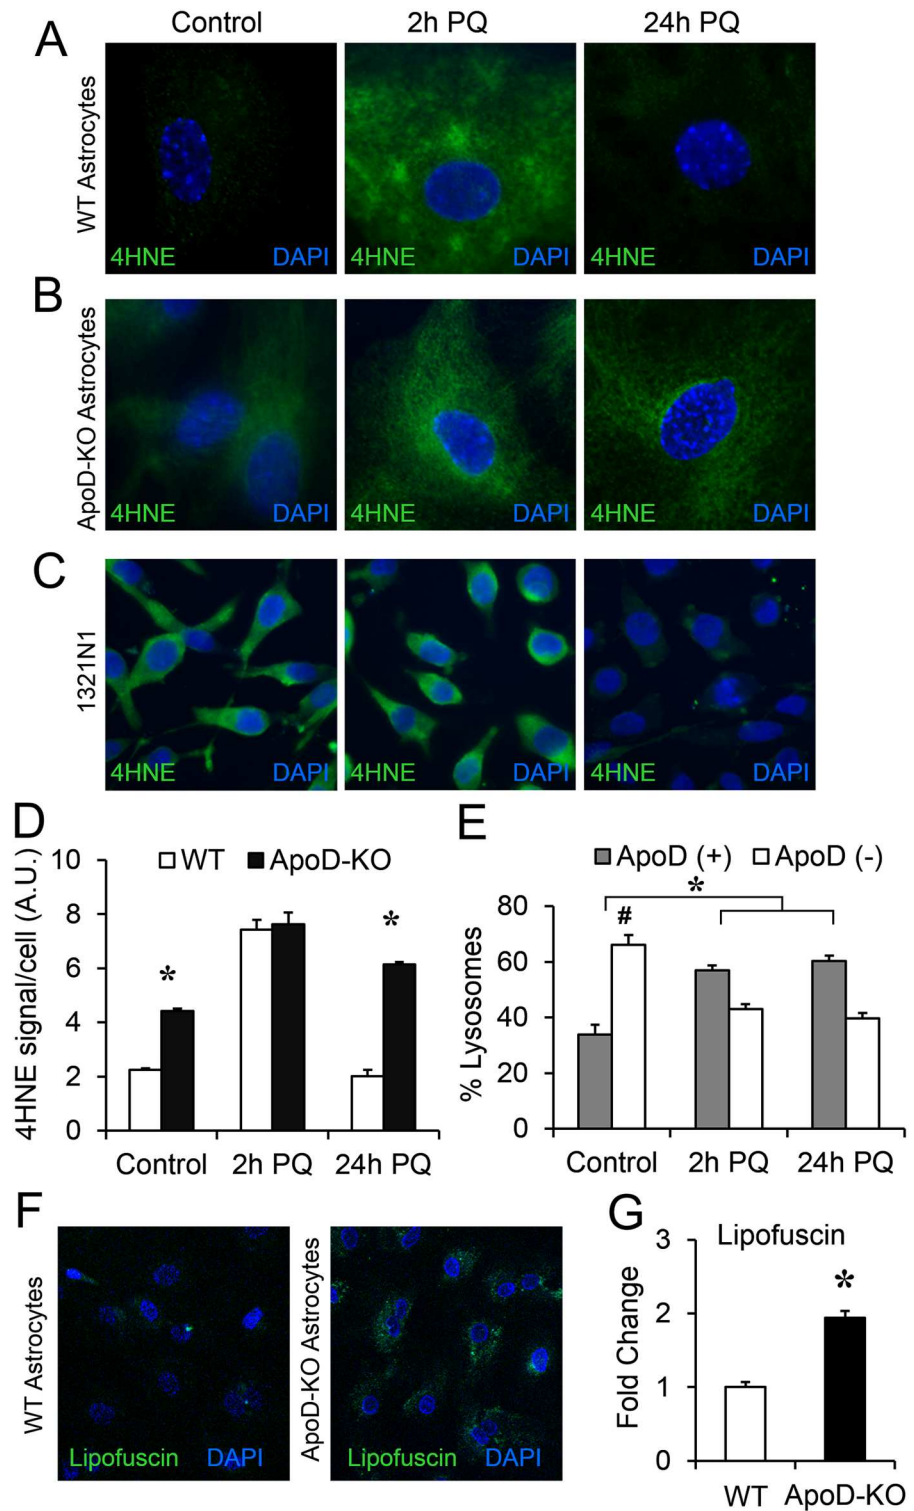 Control 2h PQ 24h PQ
A
WT Astrocytes
4HNE DAPI 4HNE DAPI 4HNE DAPI
B
ApoD-KO Astrocytes
4HNE DAPI 4HNE DAPI 4HNE DAPI
C
1321N1
4HNE DAPI 4HNE DAPI 4HNE DAPI
D
WT ApoD-KO
4HNE signal/cell (A.U.)
10
8
6
4
2
0
* *
Control 2h PQ 24h PQ
E
ApoD (+) ApoD (-)
*
#
% Lysosomes
80
60
40
20
0
Control 2h PQ 24h PQ
F
WT Astrocytes
Lipofuscin DAPI
ApoD-KO Astrocytes
Lipofuscin DAPI
G
Lipofuscin
*
Fold Change
3
2
1
0
WT ApoD-KO